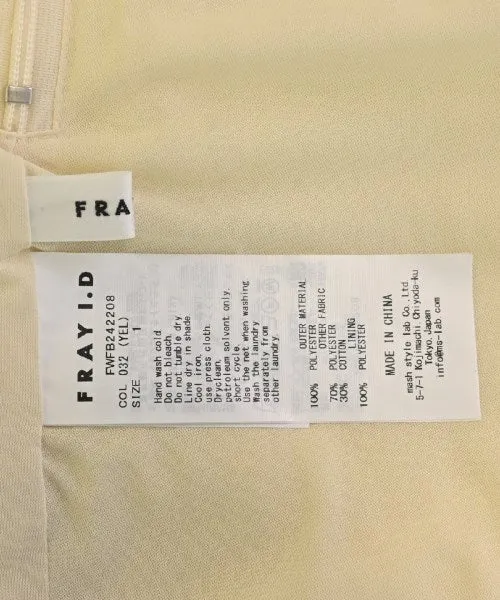 FRA
FRAY I.D
FWFB242208
COL 032 (YEL)
SIZE 1
Hand wash cold
Do not bleach.
Do not tumble dry
Line dry in shade
Cool iron.
use press cloth.
Dryclean.
petroleum solvent only.
short cycle.
Use the net when washing
Wash the laundry
separately from
other laundry.
OUTER MATERIAL
100% POLYESTER
OTHER FABRIC
70% POLYESTER
30% COTTON
LINING
100% POLYESTER
MADE IN CHINA
mash style lab Co.,Ltd.
5-7-1 Kojimachi Chiyoda-ku
Tokyo, Japan
info@ms-lab.com